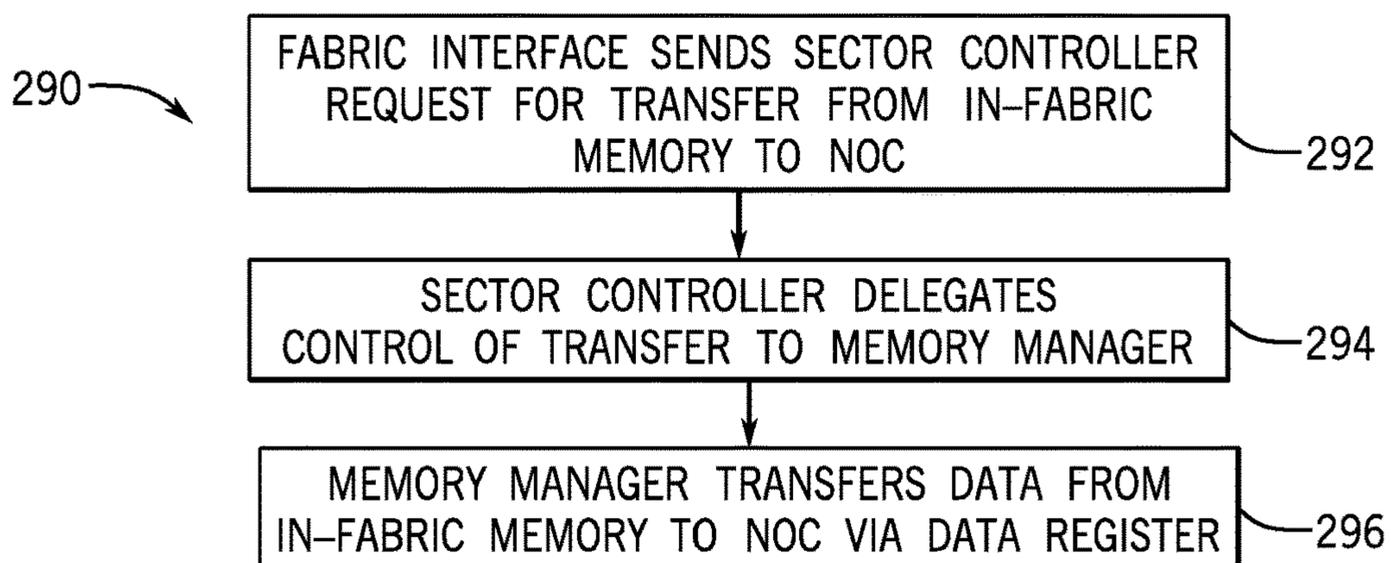 FABRIC INTERFACE SENDS SECTOR CONTROLLER
290
REQUEST FOR TRANSFER FROM IN–FABRIC
MEMORY TO NOC
292
SECTOR CONTROLLER DELEGATES
CONTROL OF TRANSFER TO MEMORY MANAGER
294
MEMORY MANAGER TRANSFERS DATA FROM
IN–FABRIC MEMORY TO NOC VIA DATA REGISTER
296